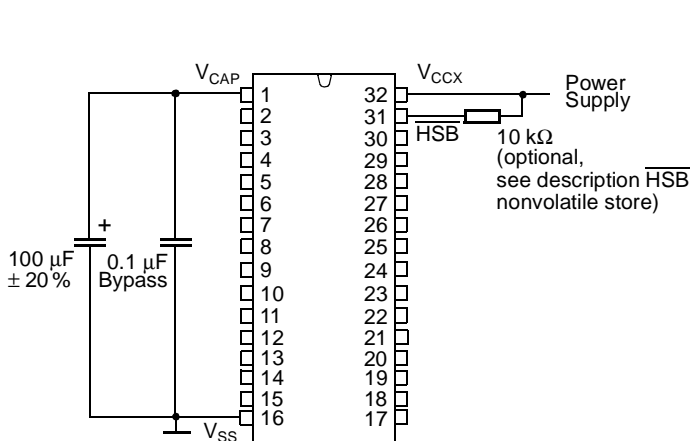 VCAP
VCCX
Power
Supply
HSB
10 kΩ
(optional,
see description HSB
nonvolatile store)
+
100 μF
± 20%
0.1 μF
Bypass
VSS
1 32
2 31
3 30
4 29
5 28
6 27
7 26
8 25
9 24
10 23
11 22
12 21
13 20
14 19
15 18
16 17